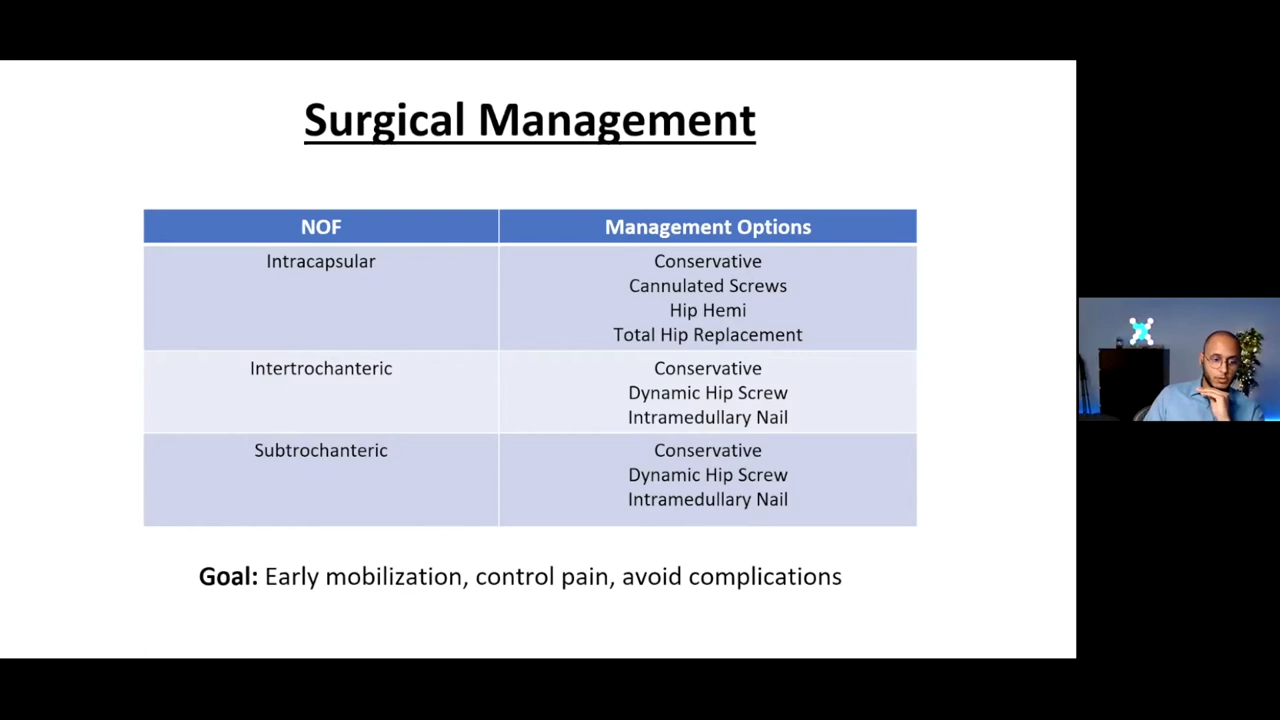 Surgical Management
NOF
Management Options
Intracapsular
Conservative
Cannulated Screws
Hip Hemi
Total Hip Replacement
Intertrochanteric
Conservative
Dynamic Hip Screw
Intramedullary Nail
Subtrochanteric
Conservative
Dynamic Hip Screw
Intramedullary Nail
Goal: Early mobilization, control pain, avoid complications